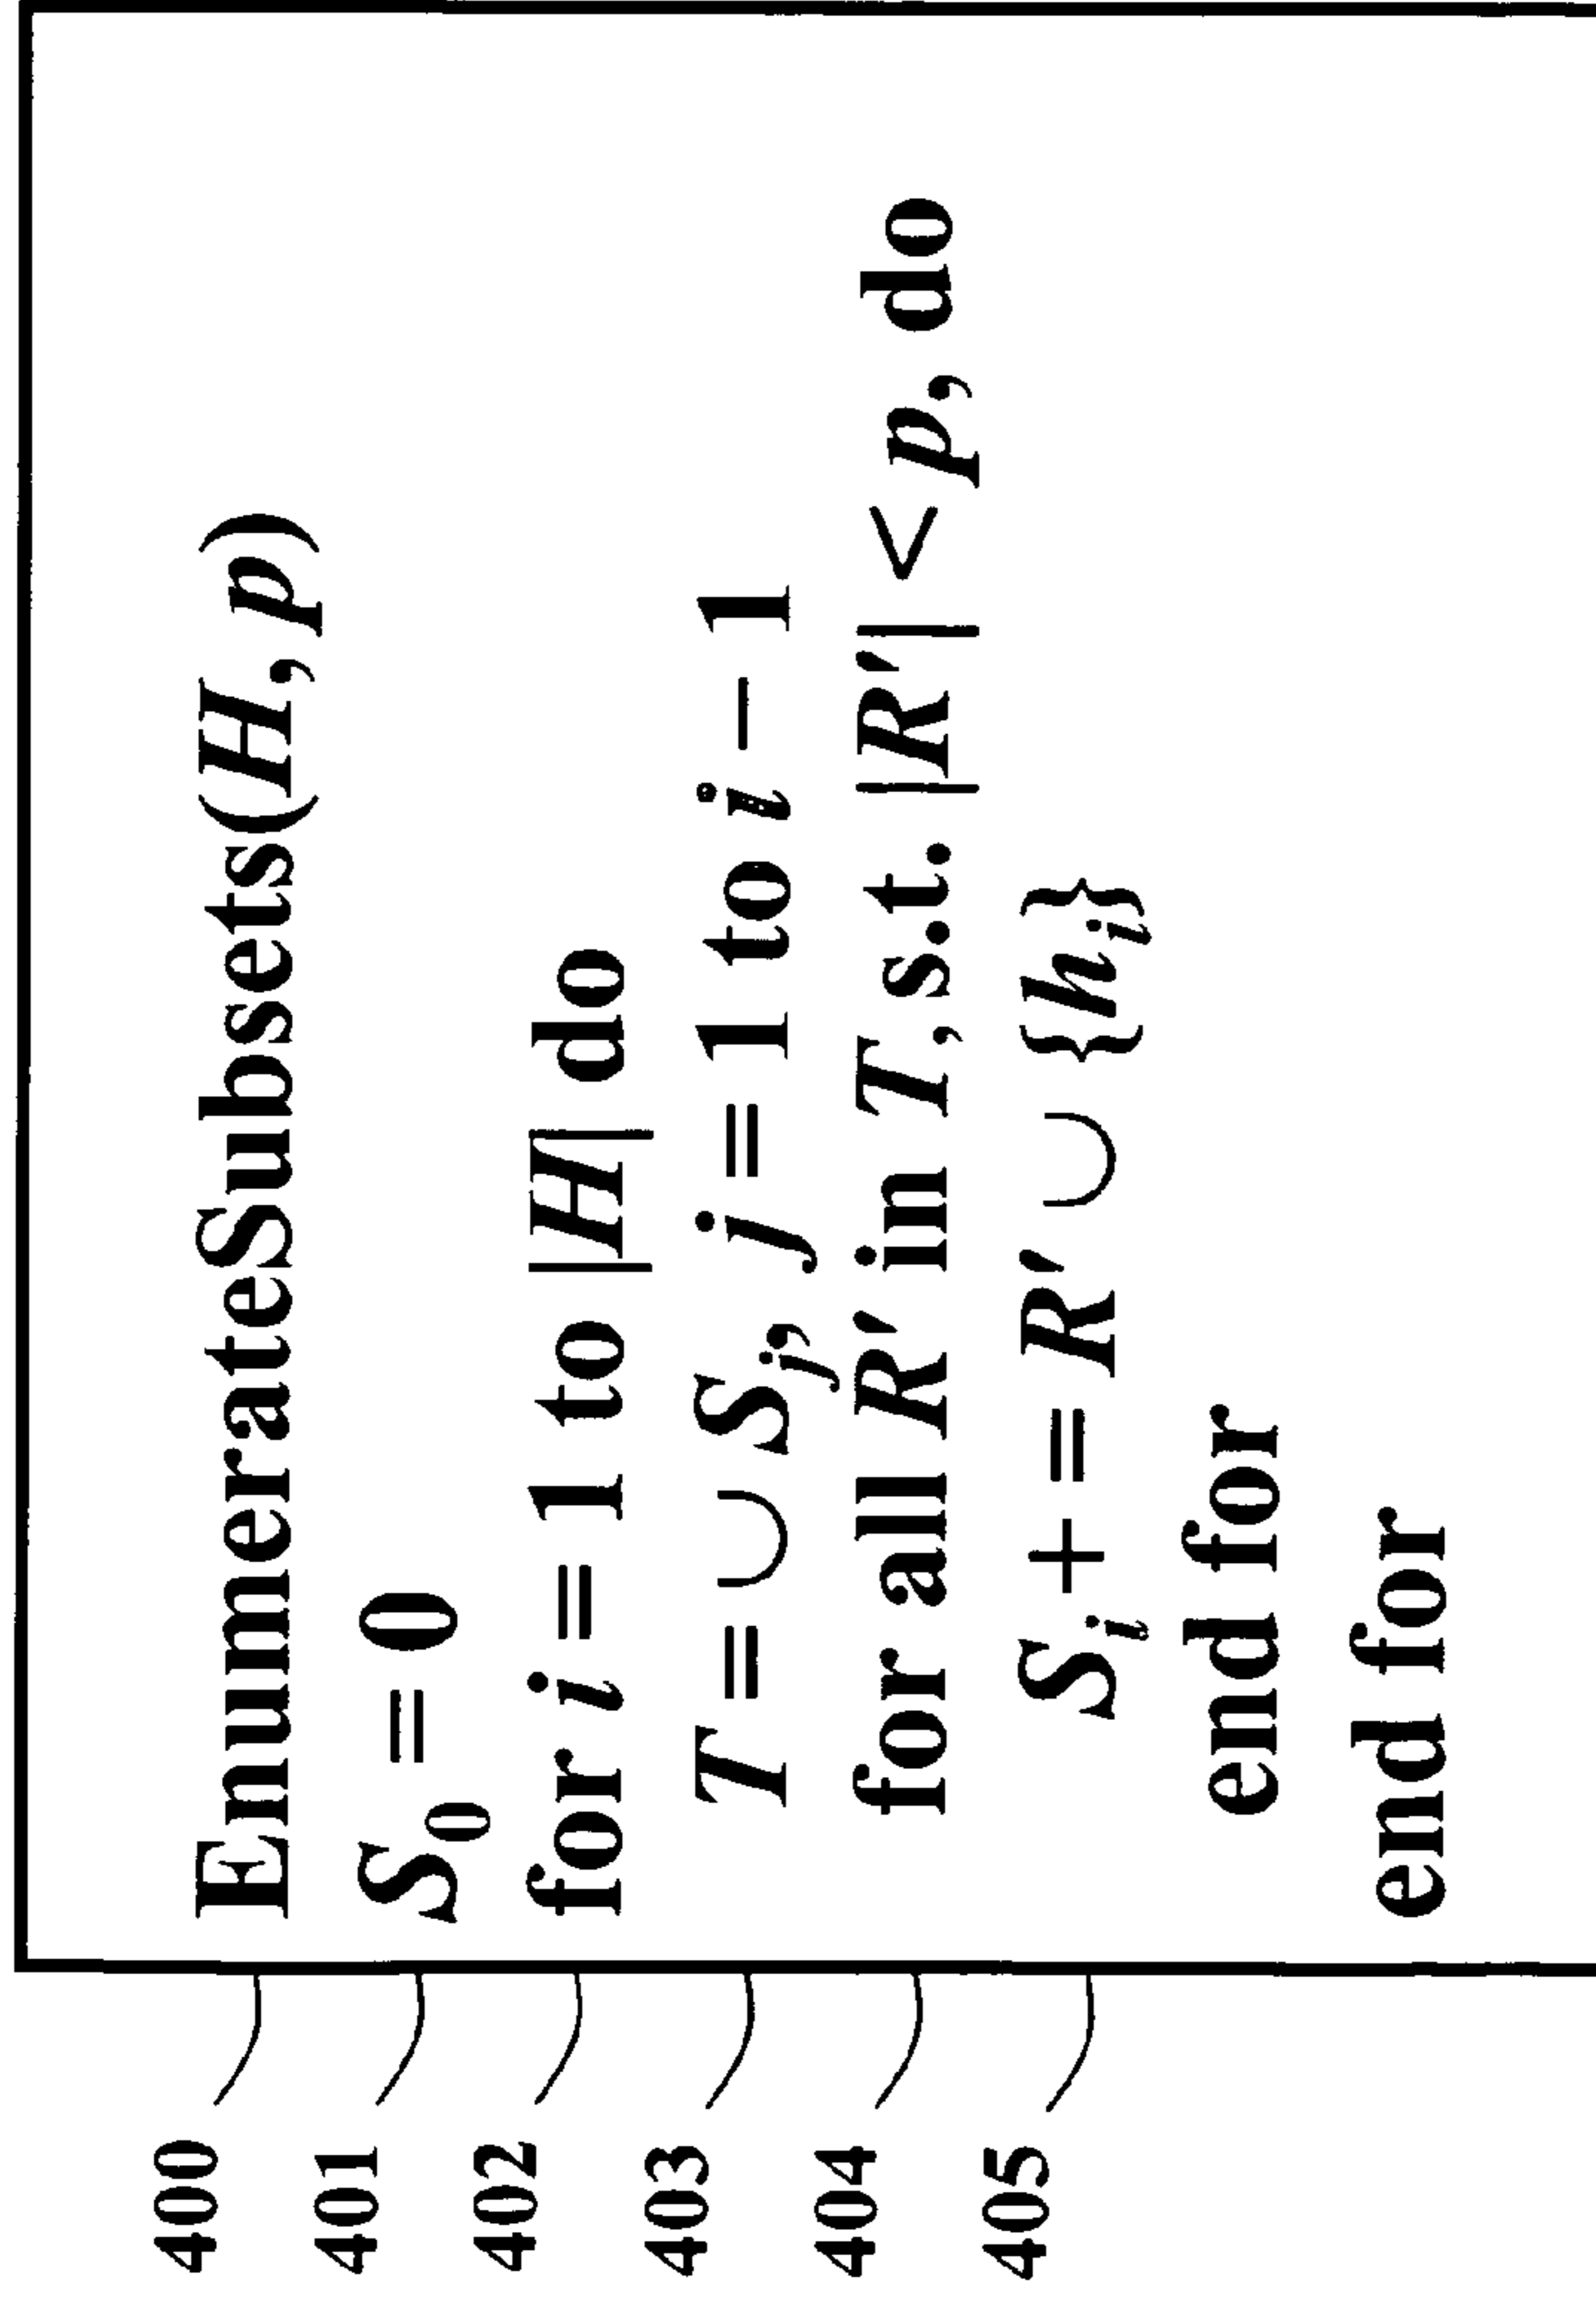 400 EnumerateSubsets(H, p)
401 S₀ = 0
402 for i = 1 to |H| do
403 T = ∪ Sⱼ, j = 1 to i − 1
404 for all R′ in T, s.t. |R′| < p, do
405 Sᵢ + = R′ ∪ {hᵢ}
end for
end for